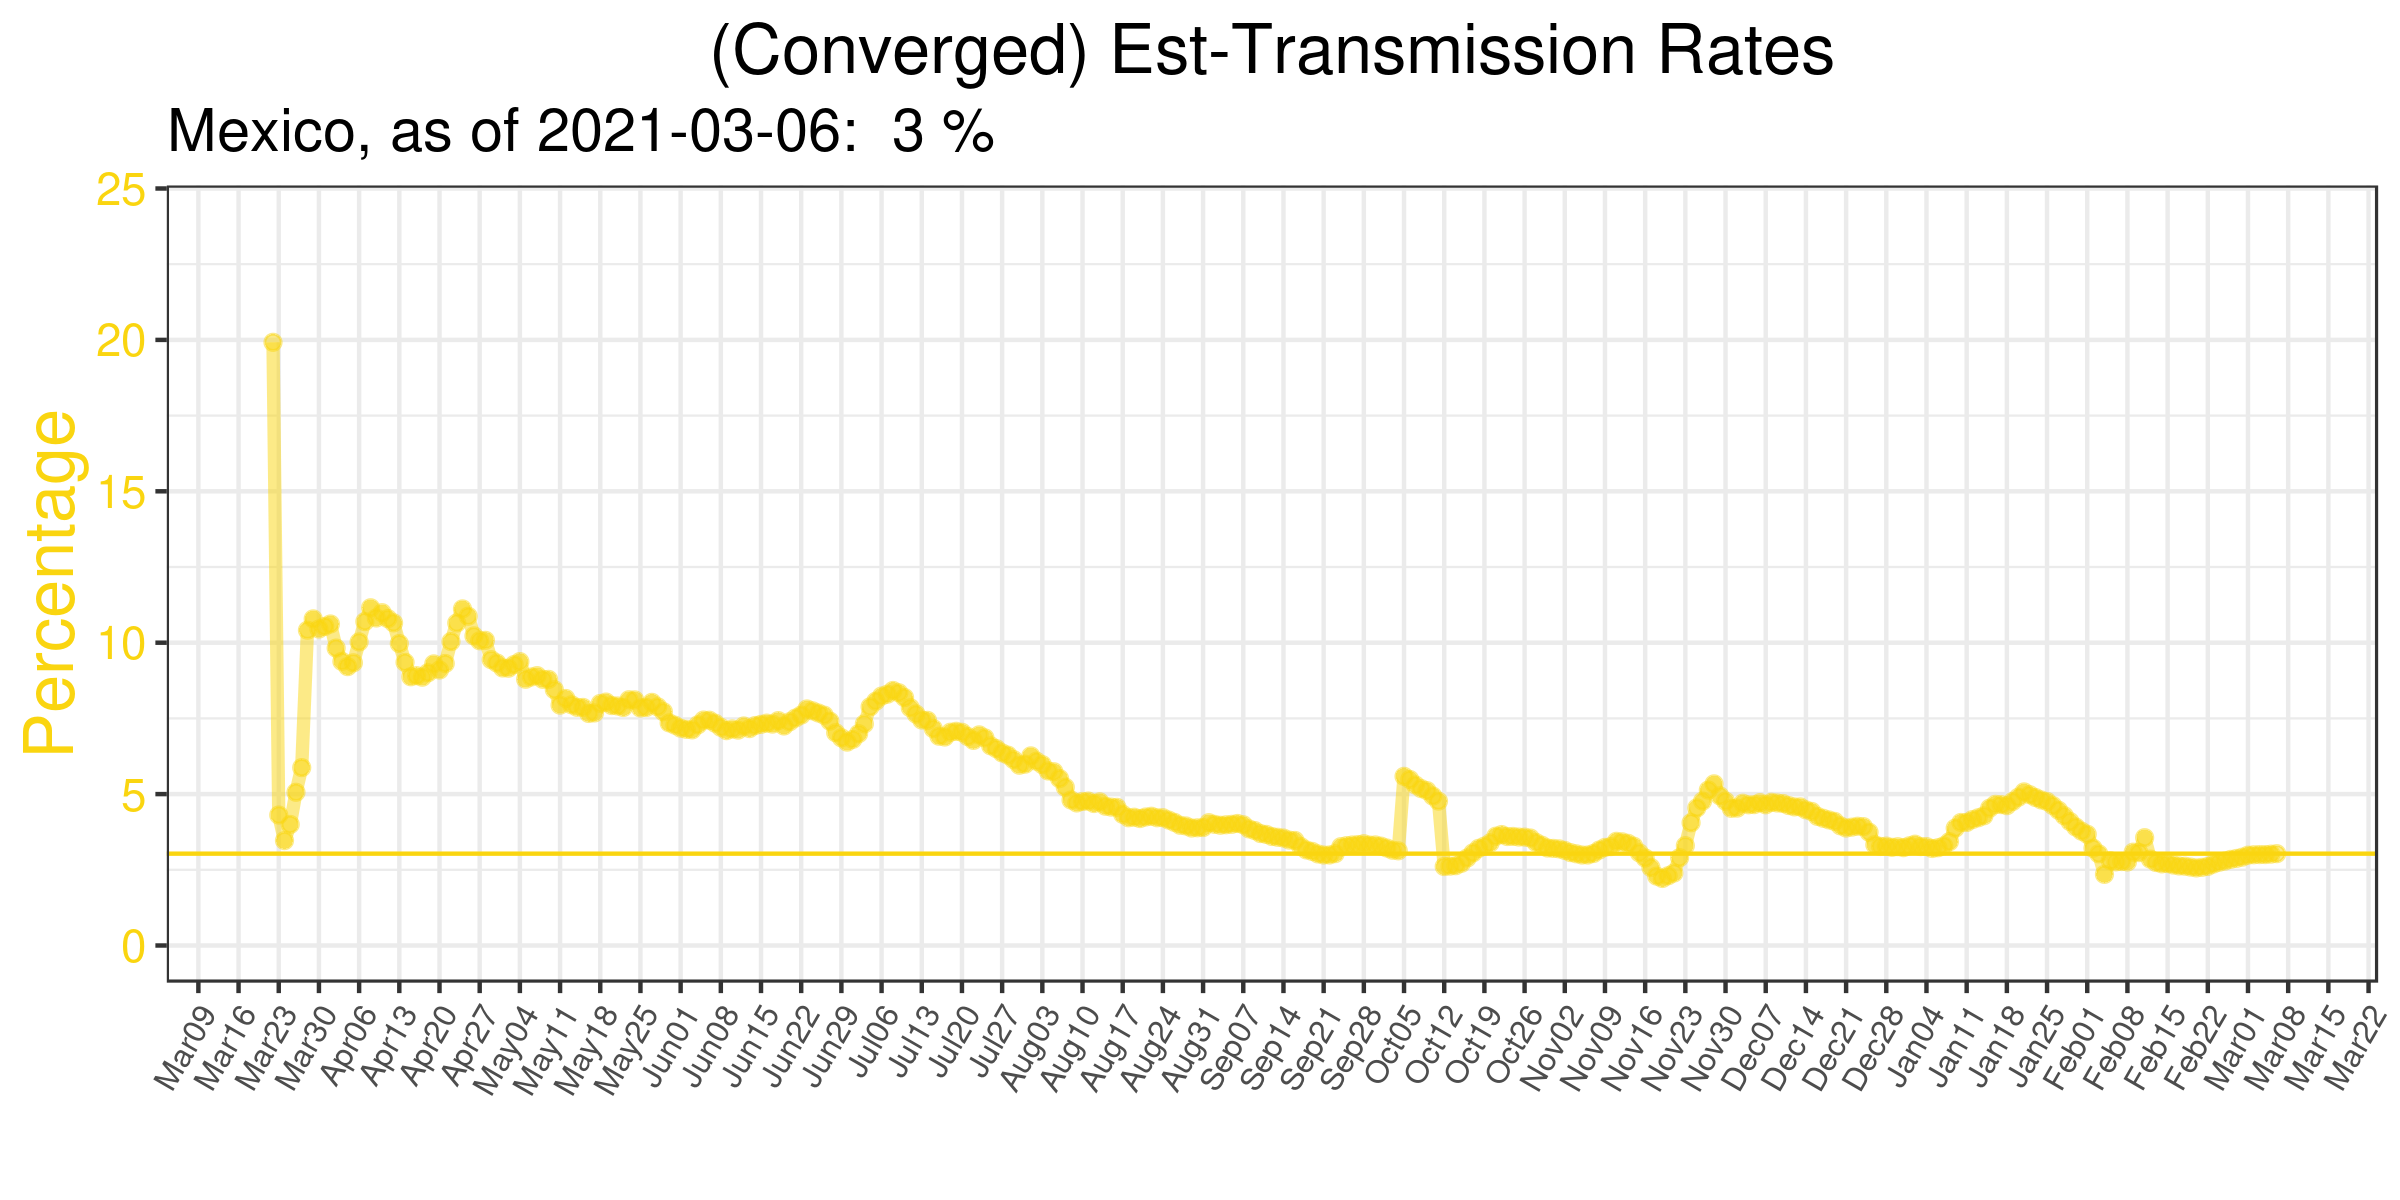 (Converged) Est-Transmission Rates
Mexico, as of 2021-03-06:  3 %
Percentage
25
20
15
10
5
0
Mar09
Mar16
Mar23
Mar30
Apr06
Apr13
Apr20
Apr27
May04
May11
May18
May25
Jun01
Jun08
Jun15
Jun22
Jun29
Jul06
Jul13
Jul20
Jul27
Aug03
Aug10
Aug17
Aug24
Aug31
Sep07
Sep14
Sep21
Sep28
Oct05
Oct12
Oct19
Oct26
Nov02
Nov09
Nov16
Nov23
Nov30
Dec07
Dec14
Dec21
Dec28
Jan04
Jan11
Jan18
Jan25
Feb01
Feb08
Feb15
Feb22
Mar01
Mar08
Mar15
Mar22